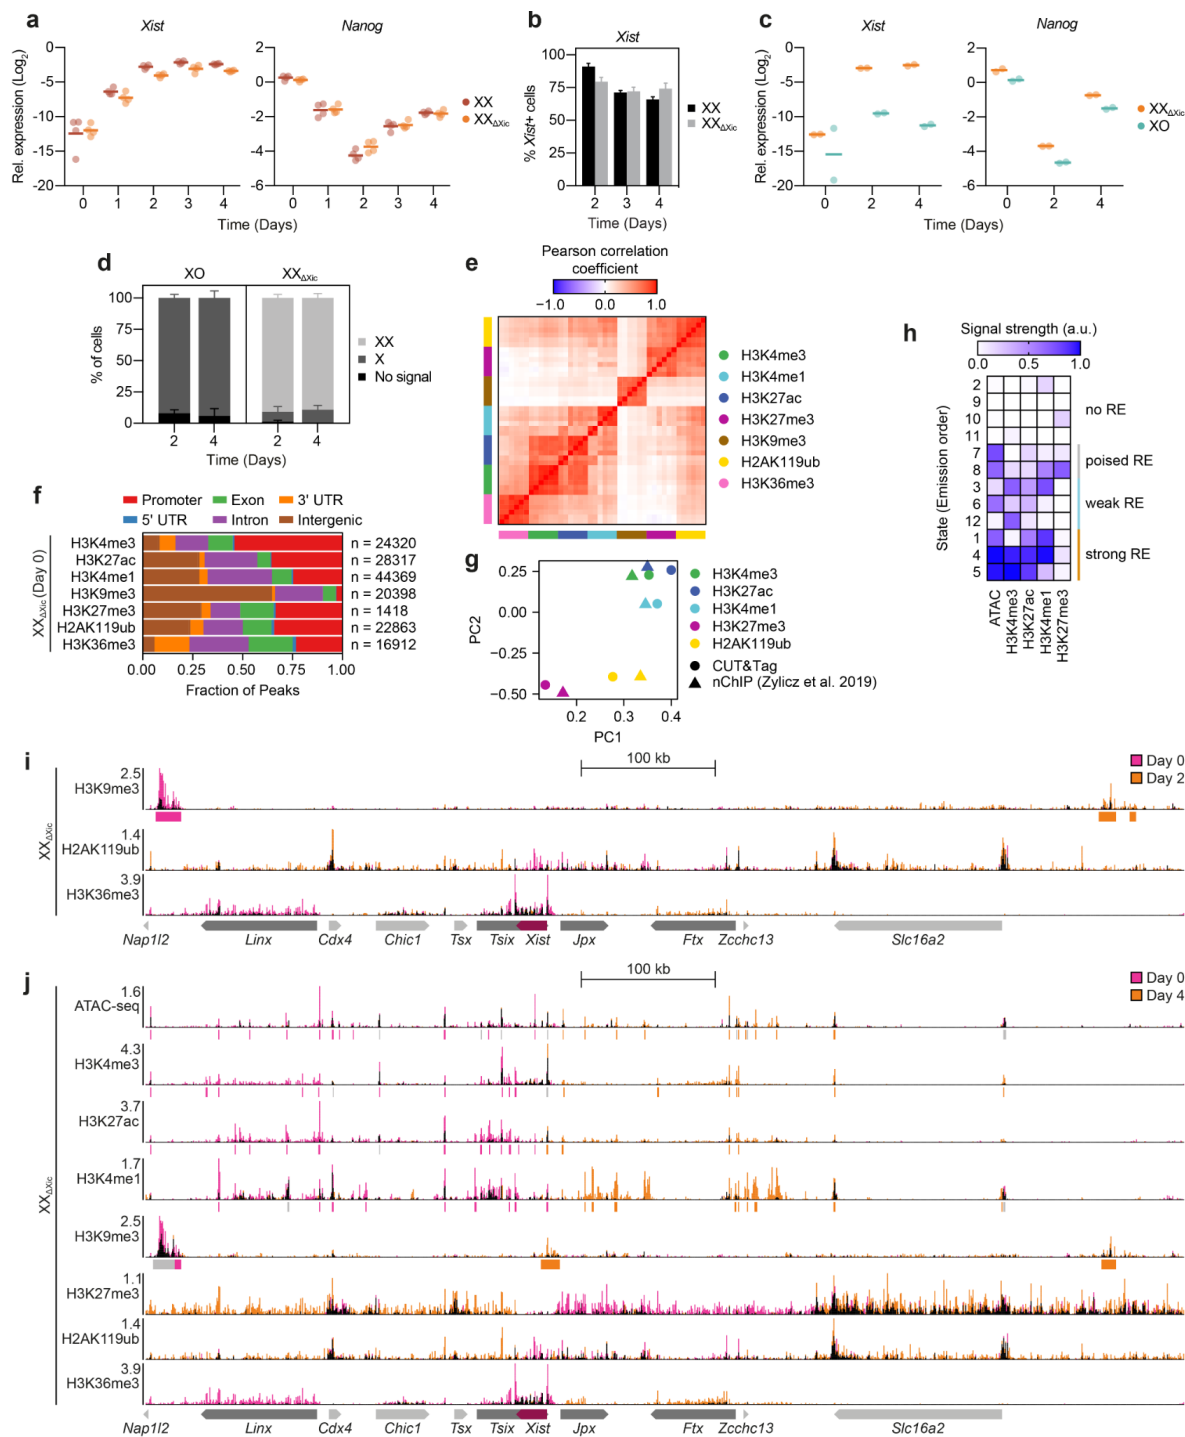 a
Xist
Nanog
Rel. expression (Log2)
0
-5
-10
-15
-20
2
0
-2
-4
-6
0 1 2 3 4
0 1 2 3 4
Time (Days)
XX
XXΔXic
b
Xist
% Xist+ cells
100
75
50
25
0
2 3 4
Time (Days)
XX
XXΔXic
c
Xist
Nanog
Rel. expression (Log2)
0
-5
-10
-15
-20
2
0
-2
-4
-6
0 2 4
0 2 4
Time (Days)
XXΔXic
XO
d
XO
XXΔXic
% of cells
100
75
50
25
0
2 4 2 4
Time (Days)
XX
X
No signal
e
Pearson correlation
coefficient
−1.0 0.0 1.0
H3K4me3
H3K4me1
H3K27ac
H3K27me3
H3K9me3
H2AK119ub
H3K36me3
f
Promoter Exon 3' UTR
5' UTR Intron Intergenic
XXΔXic (Day 0)
H3K4me3 n = 24320
H3K27ac n = 28317
H3K4me1 n = 44369
H3K9me3 n = 20398
H3K27me3 n = 1418
H2AK119ub n = 22863
H3K36me3 n = 16912
0.00 0.25 0.50 0.75 1.00
Fraction of Peaks
g
PC2
0.25
0.00
−0.25
−0.50
0.2 0.3 0.4
PC1
H3K4me3
H3K27ac
H3K4me1
H3K27me3
H2AK119ub
CUT&Tag
nChIP (Zylicz et al. 2019)
h
Signal strength (a.u.)
0.0 0.5 1.0
State (Emission order)
2
9
10
11
7
8
3
6
12
1
4
5
no RE
poised RE
weak RE
strong RE
ATAC
H3K4me3
H3K27ac
H3K4me1
H3K27me3
i
100 kb
Day 0
Day 2
XXΔXic
2.5
H3K9me3
1.4
H2AK119ub
3.9
H3K36me3
Nap1l2 Linx Cdx4 Chic1 Tsx Tsix Xist Jpx Ftx Zcchc13 Slc16a2
j
100 kb
Day 0
Day 4
XXΔXic
1.6
ATAC-seq
4.3
H3K4me3
3.7
H3K27ac
1.7
H3K4me1
2.5
H3K9me3
1.1
H3K27me3
1.4
H2AK119ub
3.9
H3K36me3
Nap1l2 Linx Cdx4 Chic1 Tsx Tsix Xist Jpx Ftx Zcchc13 Slc16a2